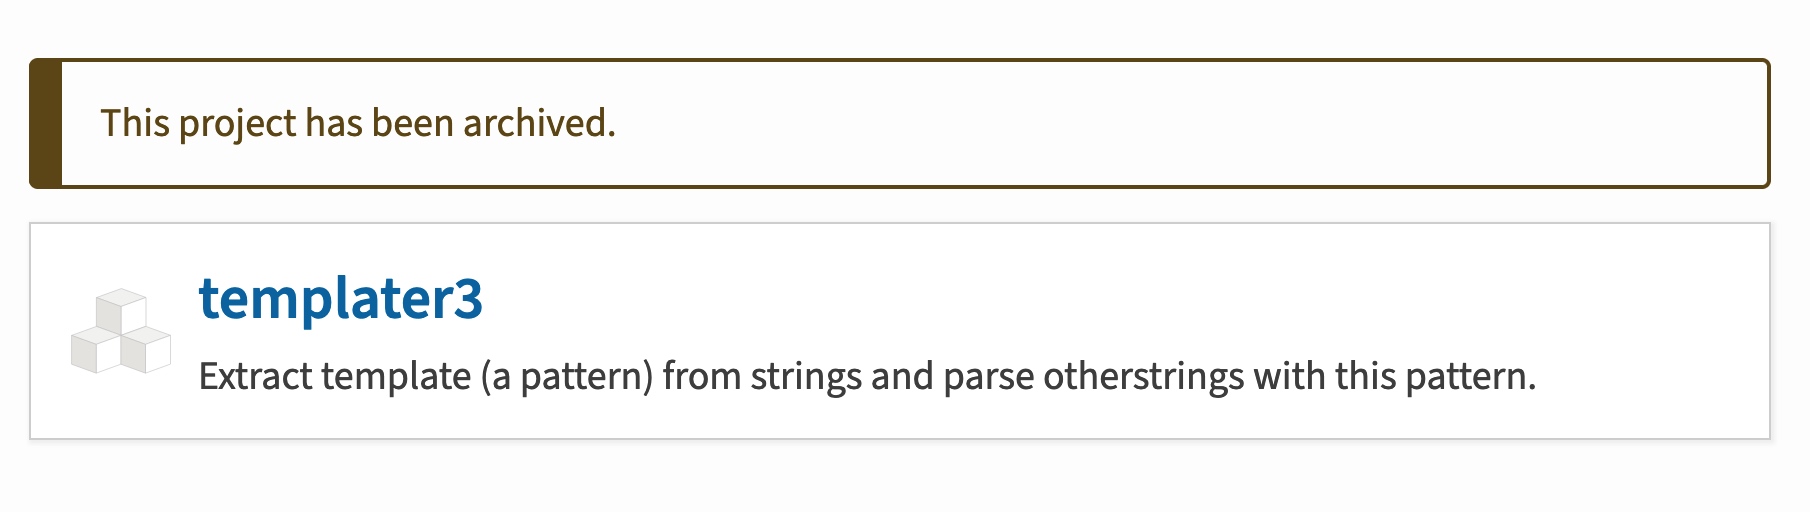 This project has been archived.
templater3
Extract template (a pattern) from strings and parse otherstrings with this pattern.